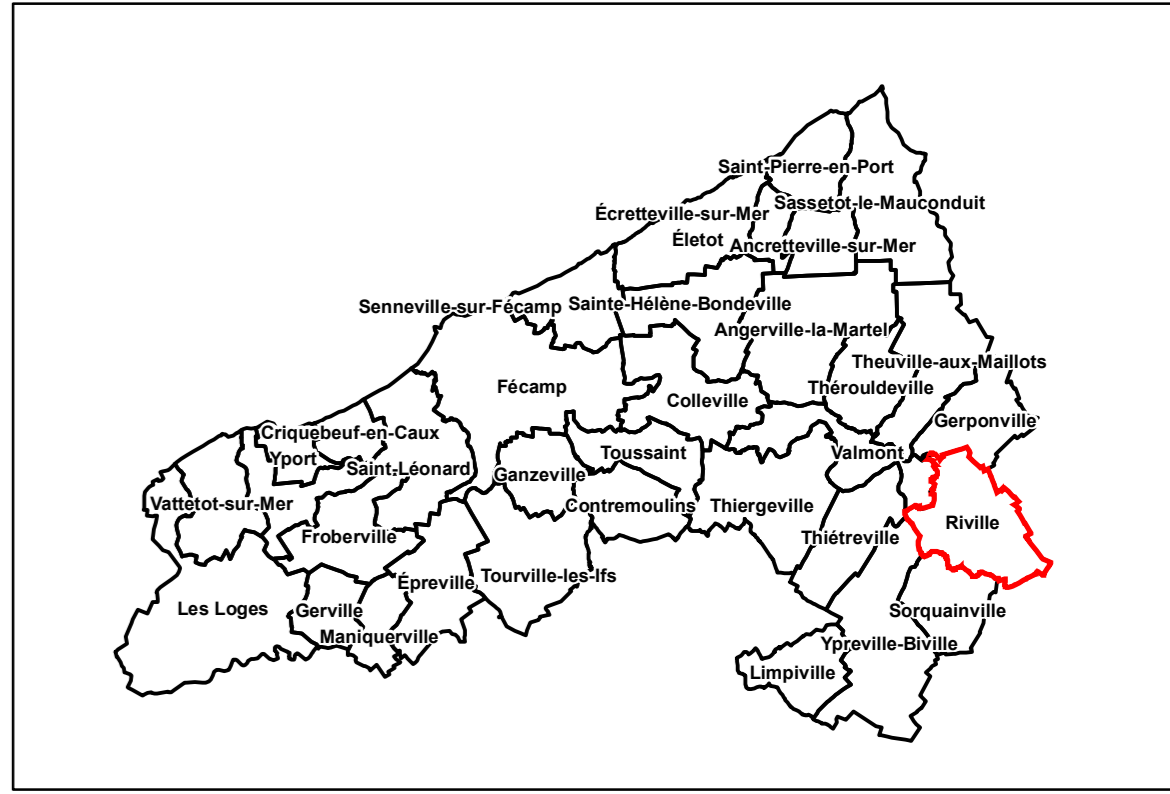 Saint-Pierre-en-Port
Sassetot-le-Mauconduit
Écretteville-sur-Mer
Életot
Ancretteville-sur-Mer
Senneville-sur-Fécamp
Sainte-Hélène-Bondeville
Angerville-la-Martel
Theuville-aux-Maillots
Fécamp
Thérouldeville
Colleville
Gerponville
Criquebeuf-en-Caux
Yport
Saint-Léonard
Toussaint
Valmont
Ganzeville
Vattetot-sur-Mer
Contremoulins
Thiergeville
Riville
Froberville
Thiétreville
Épreville
Tourville-les-Ifs
Les Loges
Gerville
Sorquainville
Maniquerville
Ypreville-Biville
Limpiville